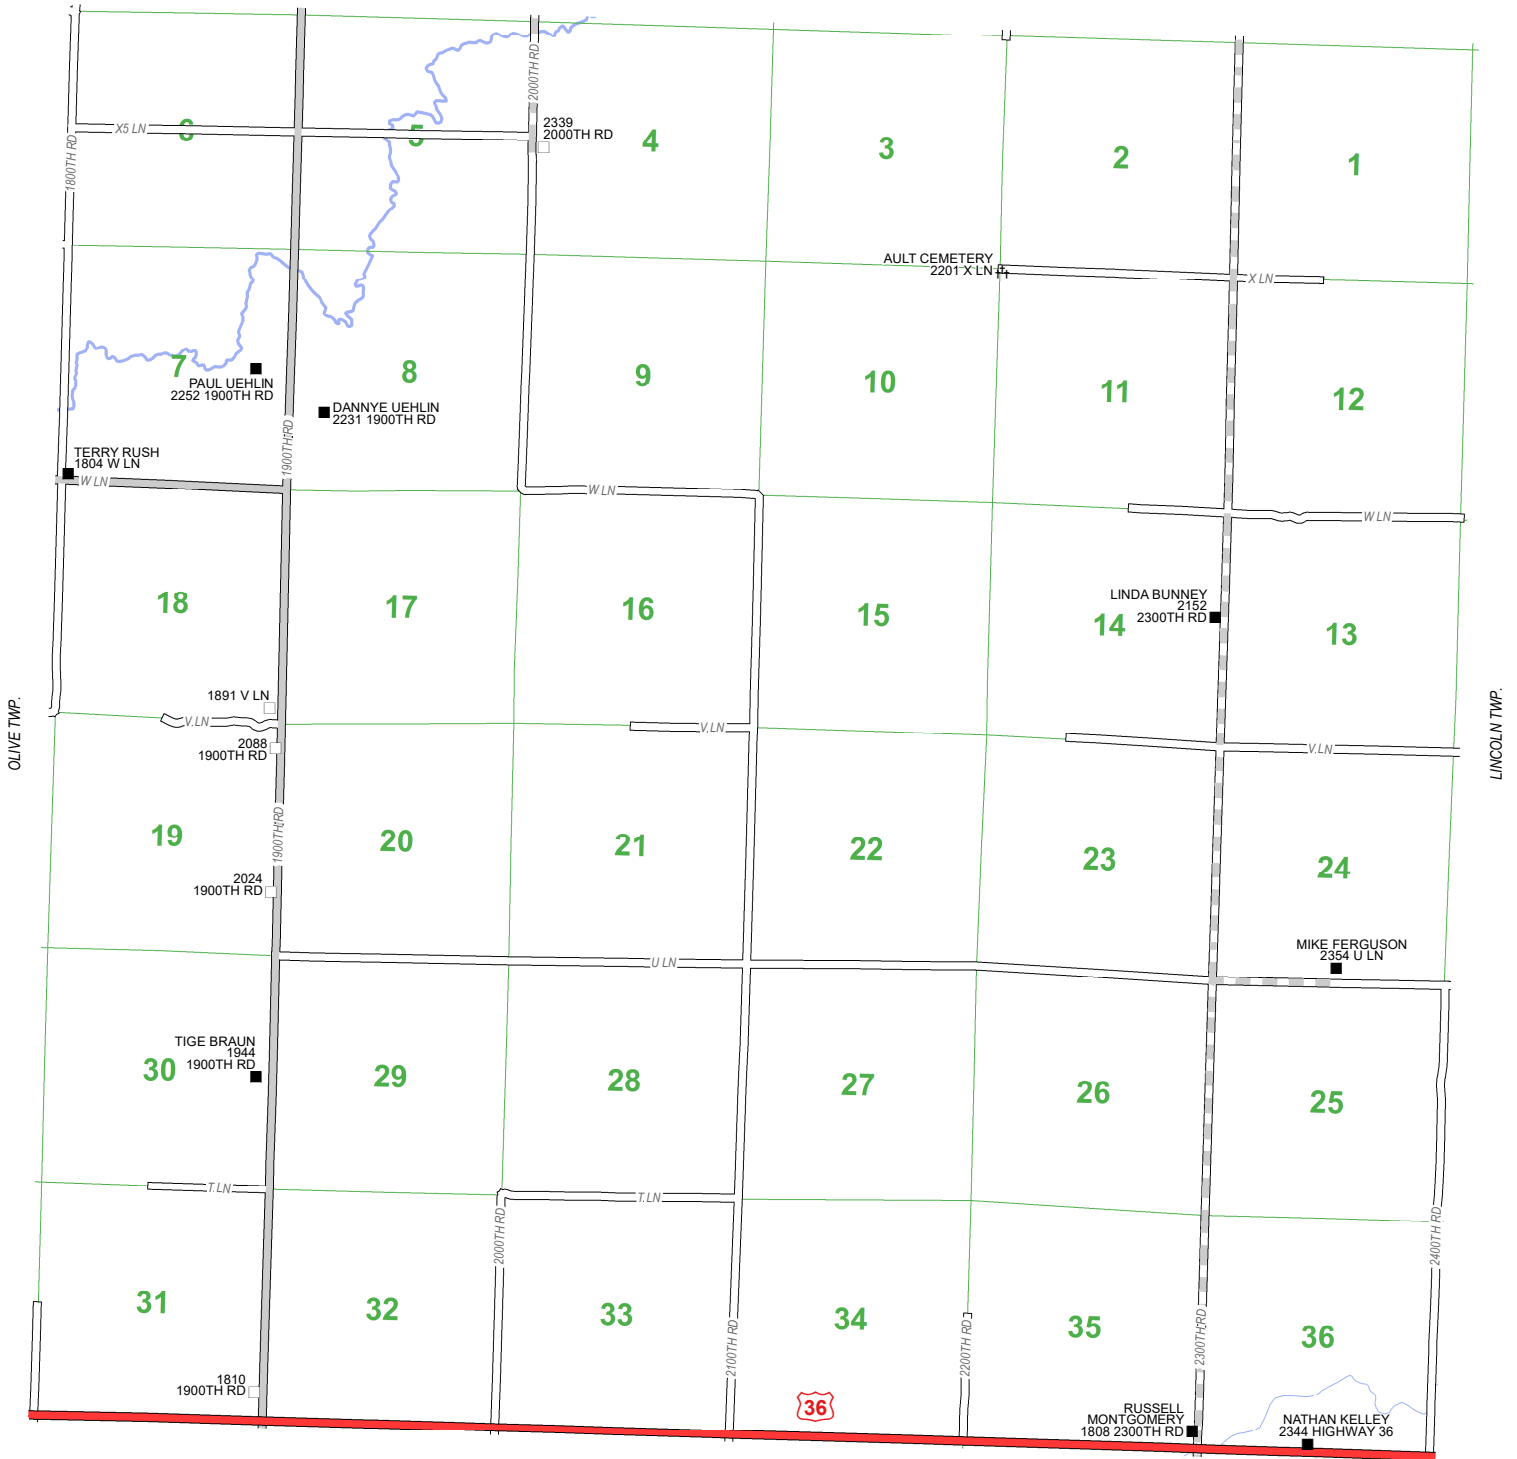 2000TH RD
X5 LN
6
5
2339
2000TH RD
4
3
2
1
1800TH RD
AULT CEMETERY
2201 X LN
X LN
7
PAUL UEHLIN
2252 1900TH RD
8
DANNYE UEHLIN
2231 1900TH RD
9
10
11
12
1900TH RD
TERRY RUSH
1804 W LN
W LN
W LN
W LN
18
17
16
15
LINDA BUNNEY
2152
2300TH RD
14
13
1891 V LN
V LN
V LN
V LN
2088
1900TH RD
OLIVE TWP.
LINCOLN TWP.
19
1900TH RD
20
21
22
23
24
2024
1900TH RD
U LN
MIKE FERGUSON
2354 U LN
TIGE BRAUN
1944
1900TH RD
30
29
28
27
26
25
T LN
T LN
2000TH RD
2400TH RD
31
32
33
34
35
36
2100TH RD
2200TH RD
2300TH RD
1810
1900TH RD
36
RUSSELL
MONTGOMERY
1808 2300TH RD
NATHAN KELLEY
2344 HIGHWAY 36